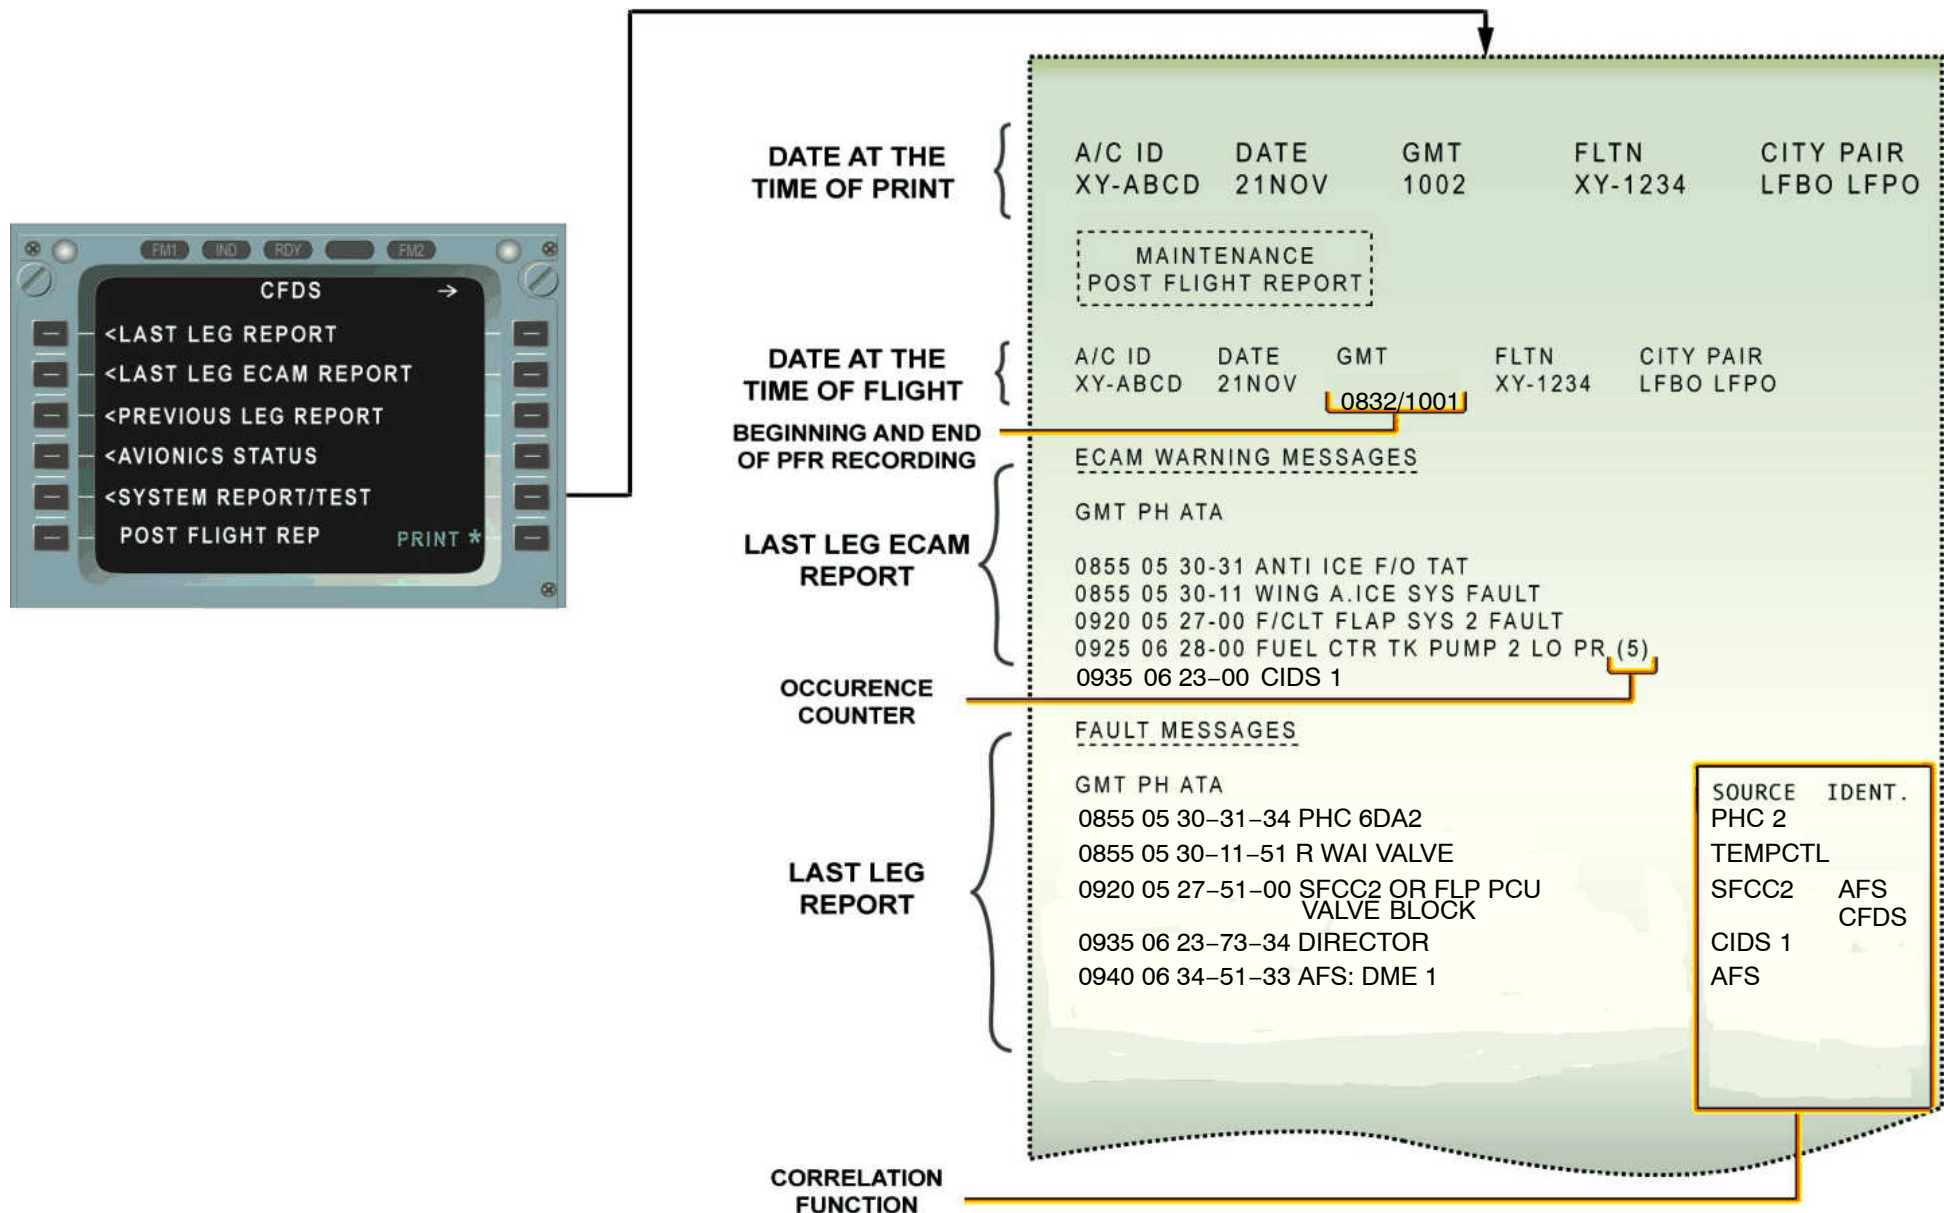 FM1 IND RDY FM2
CFDS →
<LAST LEG REPORT
<LAST LEG ECAM REPORT
<PREVIOUS LEG REPORT
<AVIONICS STATUS
<SYSTEM REPORT/TEST
POST FLIGHT REP PRINT *
DATE AT THE
TIME OF PRINT
A/C ID DATE GMT FLTN CITY PAIR
XY-ABCD 21NOV 1002 XY-1234 LFBO LFPO
MAINTENANCE
POST FLIGHT REPORT
DATE AT THE
TIME OF FLIGHT
A/C ID DATE GMT FLTN CITY PAIR
XY-ABCD 21NOV 0832/1001 XY-1234 LFBO LFPO
BEGINNING AND END
OF PFR RECORDING
ECAM WARNING MESSAGES
GMT PH ATA
LAST LEG ECAM
REPORT
0855 05 30-31 ANTI ICE F/O TAT
0855 05 30-11 WING A.ICE SYS FAULT
0920 05 27-00 F/CLT FLAP SYS 2 FAULT
0925 06 28-00 FUEL CTR TK PUMP 2 LO PR (5)
0935 06 23–00 CIDS 1
OCCURENCE
COUNTER
FAULT MESSAGES
GMT PH ATA SOURCE IDENT.
0855 05 30–31–34 PHC 6DA2 PHC 2
0855 05 30–11–51 R WAI VALVE TEMPCTL
LAST LEG
REPORT
0920 05 27–51–00 SFCC2 OR FLP PCU SFCC2 AFS
VALVE BLOCK CFDS
0935 06 23–73–34 DIRECTOR CIDS 1
0940 06 34–51–33 AFS: DME 1 AFS
CORRELATION
FUNCTION